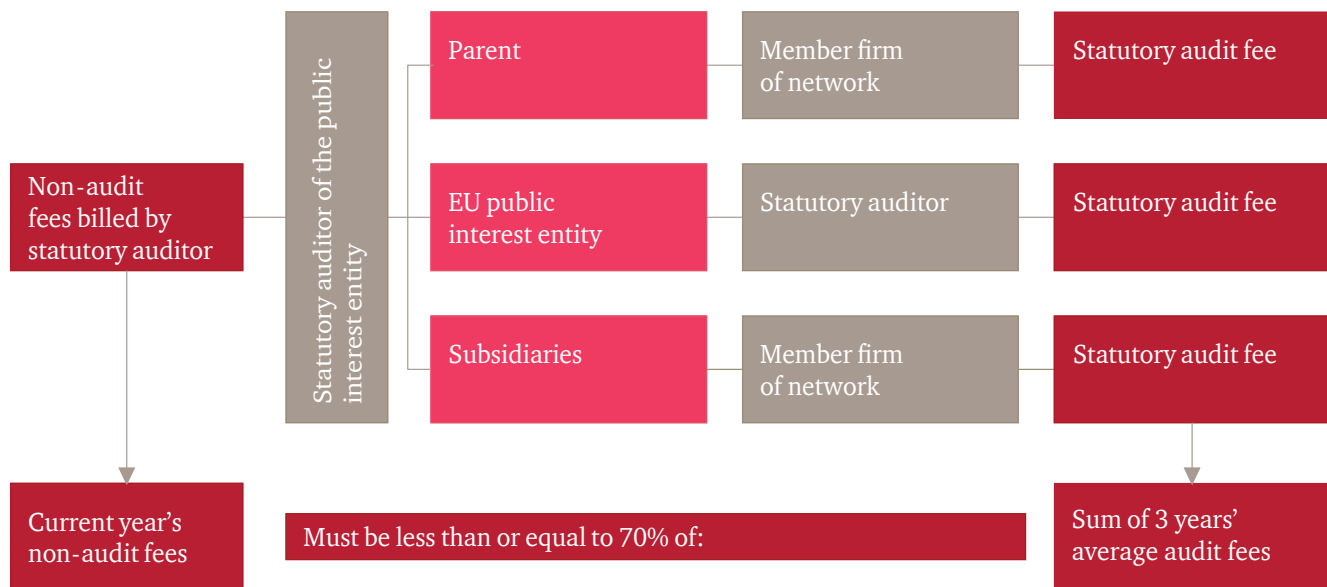 Non-audit
fees billed by
statutory auditor
Statutory auditor of the public
interest entity
Parent
Member firm
of network
Statutory audit fee
EU public
interest entity
Statutory auditor
Statutory audit fee
Subsidiaries
Member firm
of network
Statutory audit fee
Current year’s
non-audit fees
Must be less than or equal to 70% of:
Sum of 3 years’
average audit fees